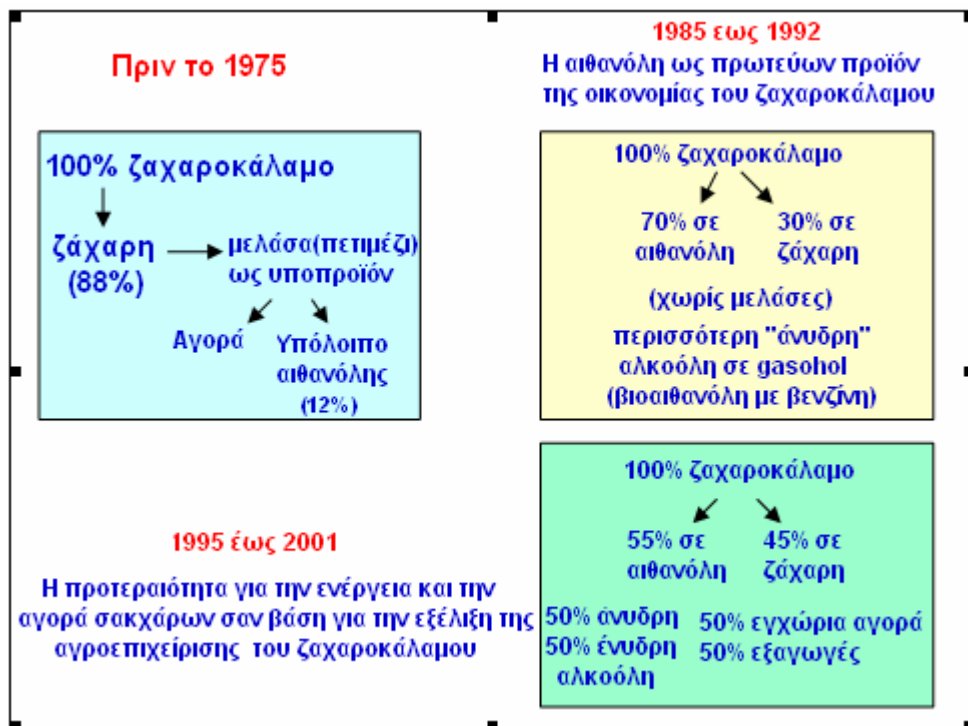 Πριν το 1975
100% ζαχαροκάλαμο
ζάχαρη
(88%)
μελάσα(πετιμέζι)
ως υποπροϊόν
Αγορά
Υπόλοιπο
αιθανόλης
(12%)
1985 εως 1992
Η αιθανόλη ως πρωτεύων προϊόν
της οικονομίας του ζαχαροκάλαμου
100% ζαχαροκάλαμο
70% σε
αιθανόλη
30% σε
ζάχαρη
(χωρίς μελάσες)
περισσότερη "άνυδρη"
αλκοόλη σε gasohol
(βιοαιθανόλη με βενζίνη)
1995 έως 2001
Η προτεραιότητα για την ενέργεια και την
αγορά σακχάρων σαν βάση για την εξέλιξη της
αγροεπιχείρισης του ζαχαροκάλαμου
100% ζαχαροκάλαμο
55% σε
αιθανόλη
45% σε
ζάχαρη
50% άνυδρη
50% ένυδρη
αλκοόλη
50% εγχώρια αγορά
50% εξαγωγές